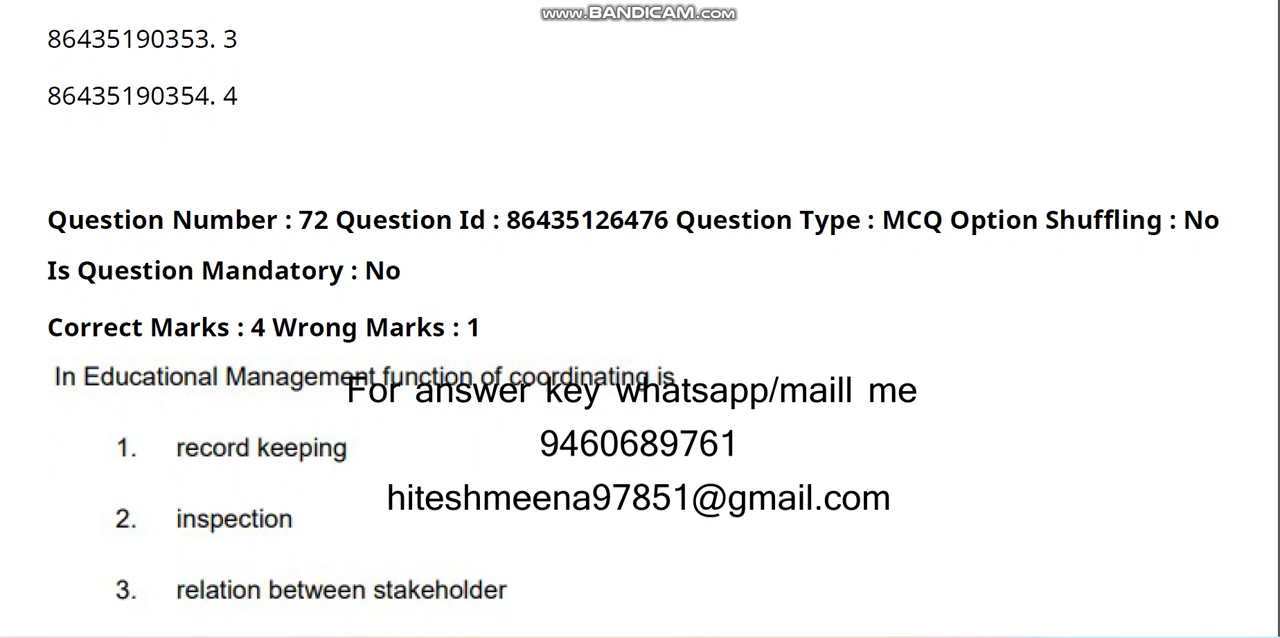 www.BANDICAM.com
86435190353. 3
86435190354. 4
Question Number : 72 Question Id : 86435126476 Question Type : MCQ Option Shuffling : No
Is Question Mandatory : No
Correct Marks : 4 Wrong Marks : 1
In Educational Management function of coordinating is
For answer key whatsapp/maill me
9460689761
1. record keeping
hiteshmeena97851@gmail.com
2. inspection
3. relation between stakeholder